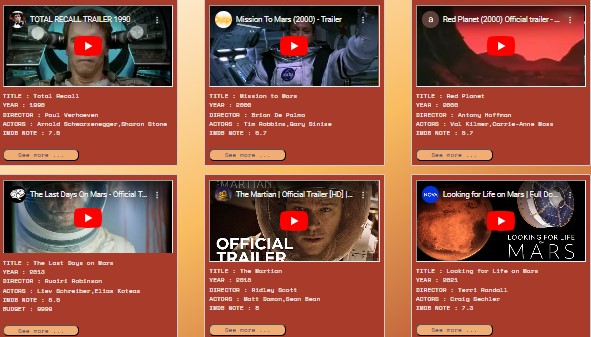 TOTAL RECALL TRAILER 1990
TITLE : Total Recall
YEAR : 1990
DIRECTOR : Paul Verhoeven
ACTORS : Arnold Schwarzenegger,Sharon Stone
IMDB NOTE : 7.5
See more ...
Mission To Mars (2000) - Trailer
TITLE : Mission to Mars
YEAR : 2000
DIRECTOR : Brian De Palma
ACTORS : Tim Robbins,Gary Sinise
IMDB NOTE : 5.7
See more ...
a
Red Planet (2000) Official trailer - ...
TITLE : Red Planet
YEAR : 2000
DIRECTOR : Antony Hoffman
ACTORS : Val Kilmer,Carrie-Anne Moss
IMDB NOTE : 5.7
See more ...
The Last Days On Mars - Official T...
TITLE : The Last Days on Mars
YEAR : 2013
DIRECTOR : Ruairi Robinson
ACTORS : Liev Schreiber,Elias Koteas
IMDB NOTE : 5.5
BUDGET : 9999
See more ...
MARTIAN
The Martian | Official Trailer [HD] |...
OFFICIAL
TRAILER
TITLE : The Martian
YEAR : 2015
DIRECTOR : Ridley Scott
ACTORS : Matt Damon,Sean Bean
IMDB NOTE : 8
See more ...
NOVA
Looking for Life on Mars | Full Do...
LOOKING FOR LIFE
ON
MARS
TITLE : Looking for Life on Mars
YEAR : 2021
DIRECTOR : Terri Randall
ACTORS : Craig Sechler
IMDB NOTE : 7.3
See more ...